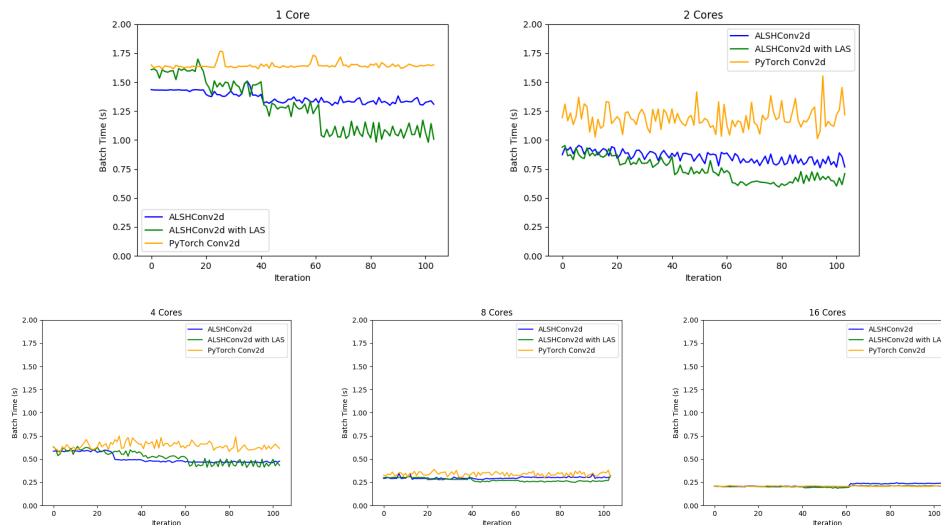 1 Core
2.00
1.75
1.50
1.25
1.00
0.75
0.50
0.25
0.00
Batch Time (s)
ALSHConv2d
ALSHConv2d with LAS
PyTorch Conv2d
0 20 40 60 80 100
Iteration
2 Cores
2.00
1.75
1.50
1.25
1.00
0.75
0.50
0.25
0.00
Batch Time (s)
ALSHConv2d
ALSHConv2d with LAS
PyTorch Conv2d
0 20 40 60 80 100
Iteration
4 Cores
2.00
1.75
1.50
1.25
1.00
0.75
0.50
0.25
0.00
Batch Time (s)
ALSHConv2d
ALSHConv2d with LAS
PyTorch Conv2d
0 20 40 60 80 100
Iteration
8 Cores
2.00
1.75
1.50
1.25
1.00
0.75
0.50
0.25
0.00
Batch Time (s)
ALSHConv2d
ALSHConv2d with LAS
PyTorch Conv2d
0 20 40 60 80 100
Iteration
16 Cores
2.00
1.75
1.50
1.25
1.00
0.75
0.50
0.25
0.00
Batch Time (s)
ALSHConv2d
ALSHConv2d with LA
PyTorch Conv2d
0 20 40 60 80 100
Iteration